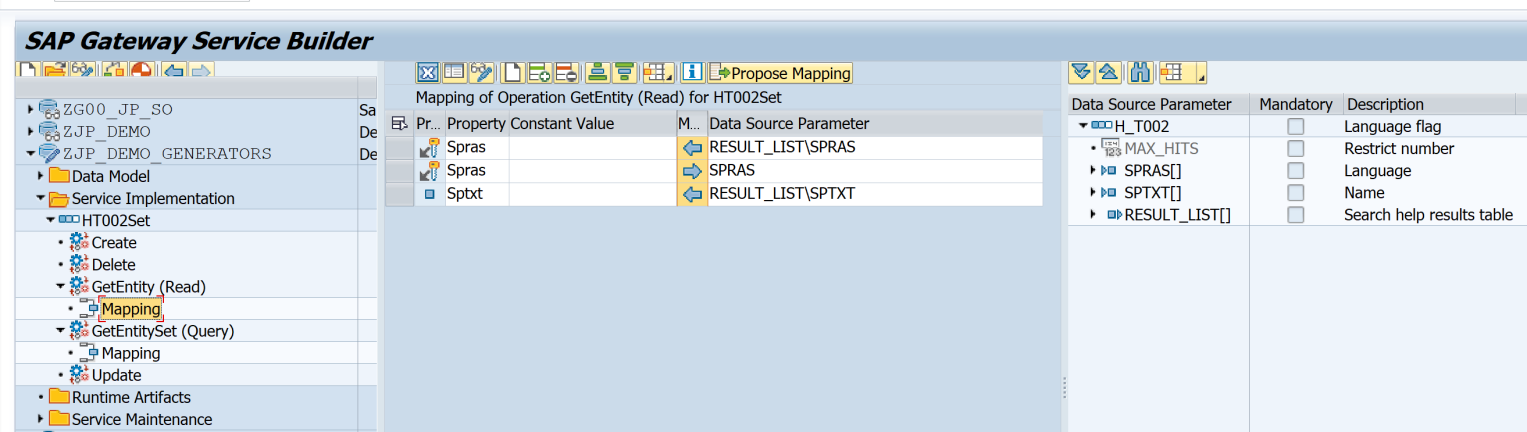 SAP Gateway Service Builder
ZG00_JP_SO Sa
ZJP_DEMO De
ZJP_DEMO_GENERATORS De
Data Model
Service Implementation
HT002Set
Create
Delete
GetEntity (Read)
Mapping
GetEntitySet (Query)
Mapping
Update
Runtime Artifacts
Service Maintenance
Propose Mapping
Mapping of Operation GetEntity (Read) for HT002Set
Pr... Property Constant Value M... Data Source Parameter
Spras RESULT_LIST\SPRAS
Spras SPRAS
Sptxt RESULT_LIST\SPTXT
Data Source Parameter Mandatory Description
H_T002 Language flag
MAX_HITS Restrict number
SPRAS[] Language
SPTXT[] Name
RESULT_LIST[] Search help results table